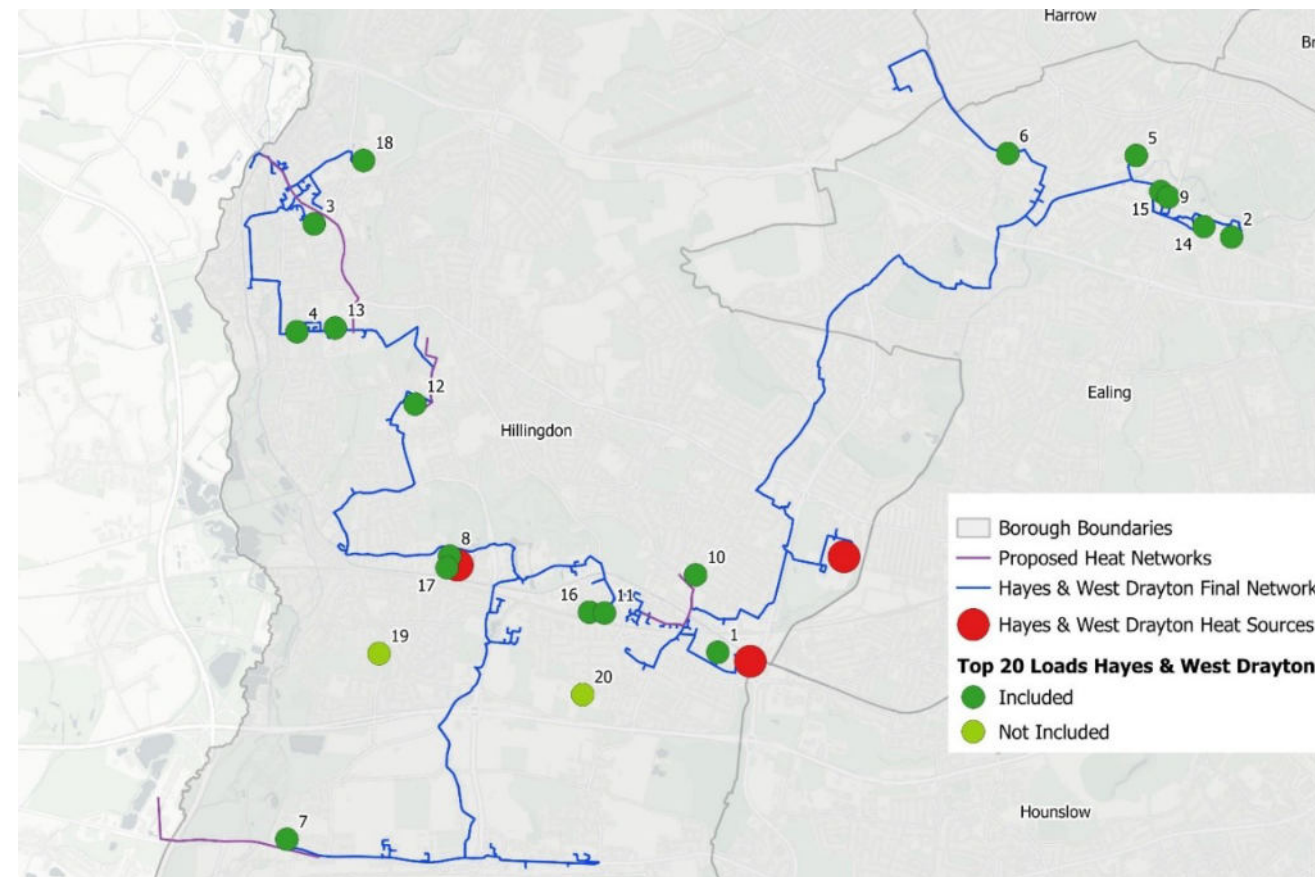 Harrow
Br
6
5
18
9
15
2
3
14
4
13
Ealing
12
Hillingdon
8
10
17
16
11
1
19
20
7
Hounslow
Borough Boundaries
Proposed Heat Networks
Hayes & West Drayton Final Network
Hayes & West Drayton Heat Sources
Top 20 Loads Hayes & West Drayton
Included
Not Included